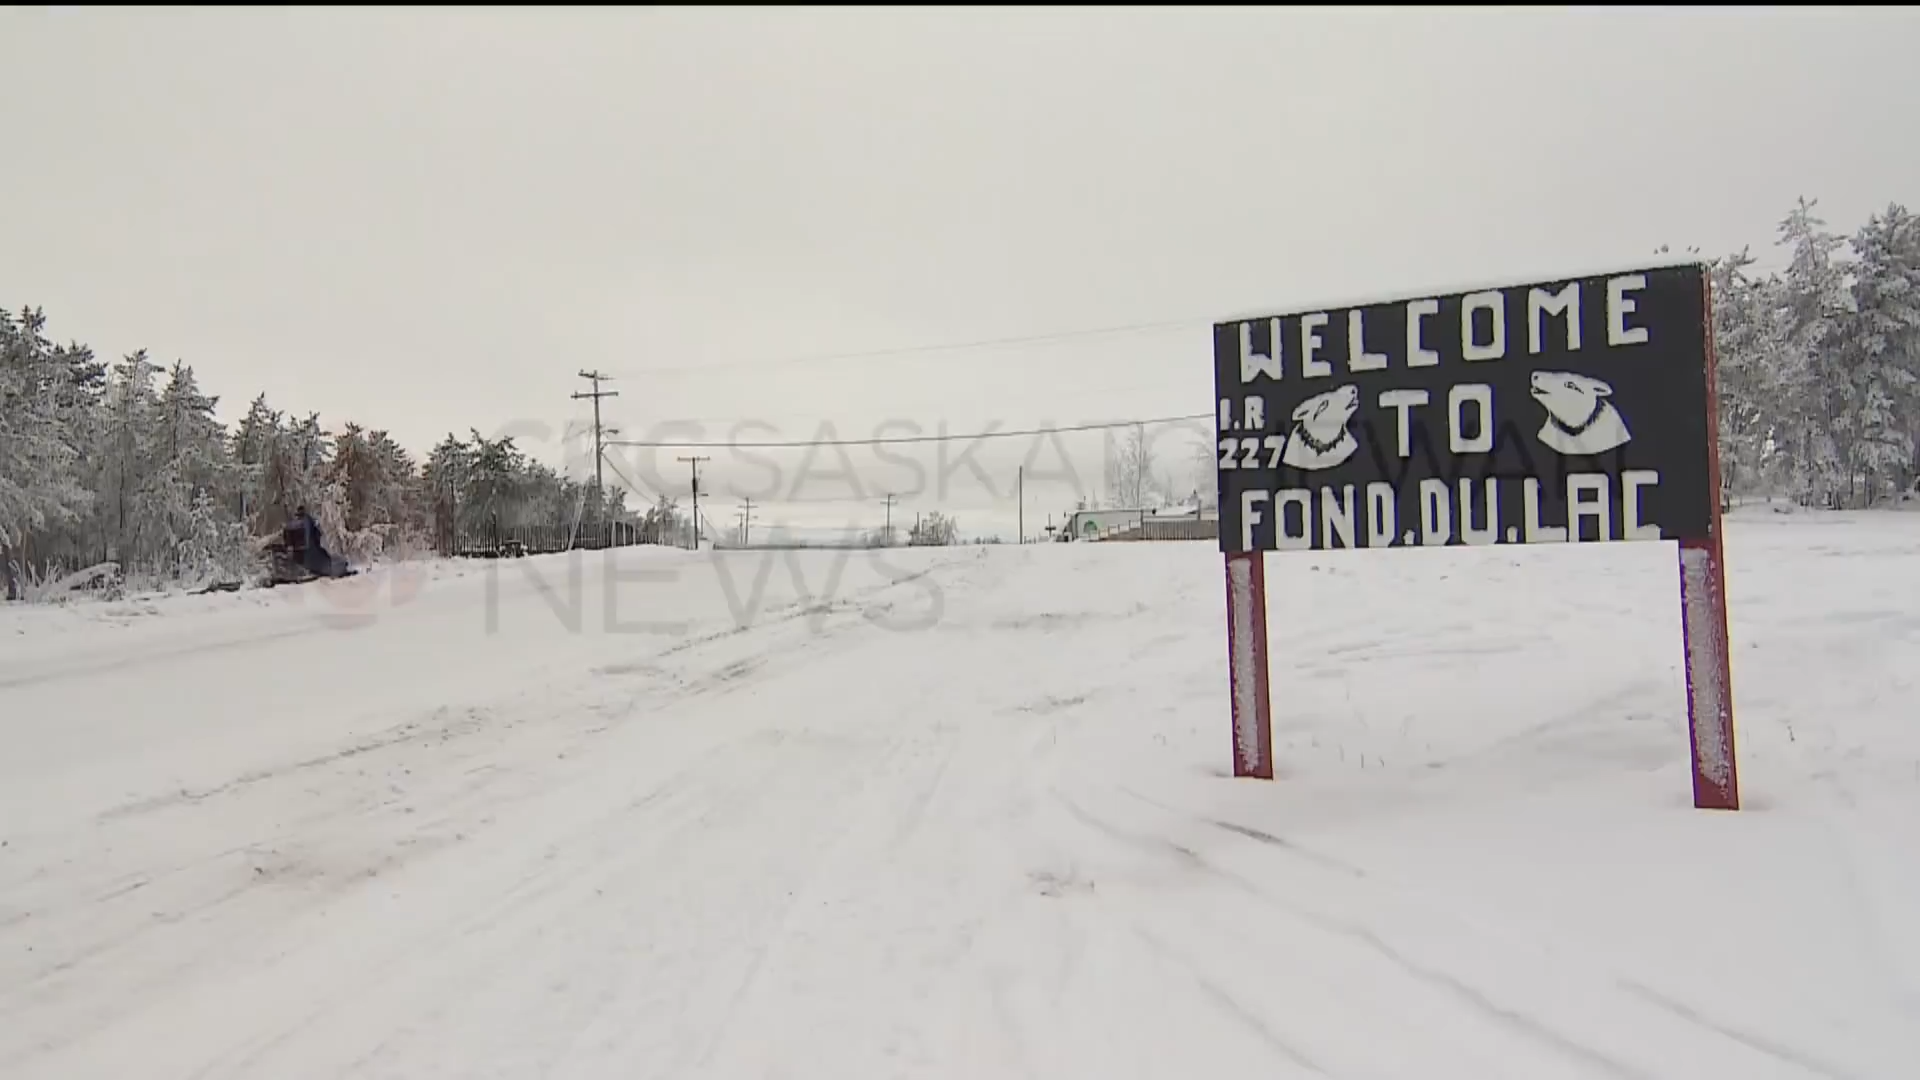 WELCOME
I.R TO
227
FOND.DU.LAC
CBC SASKATCHEWAN
NEWS